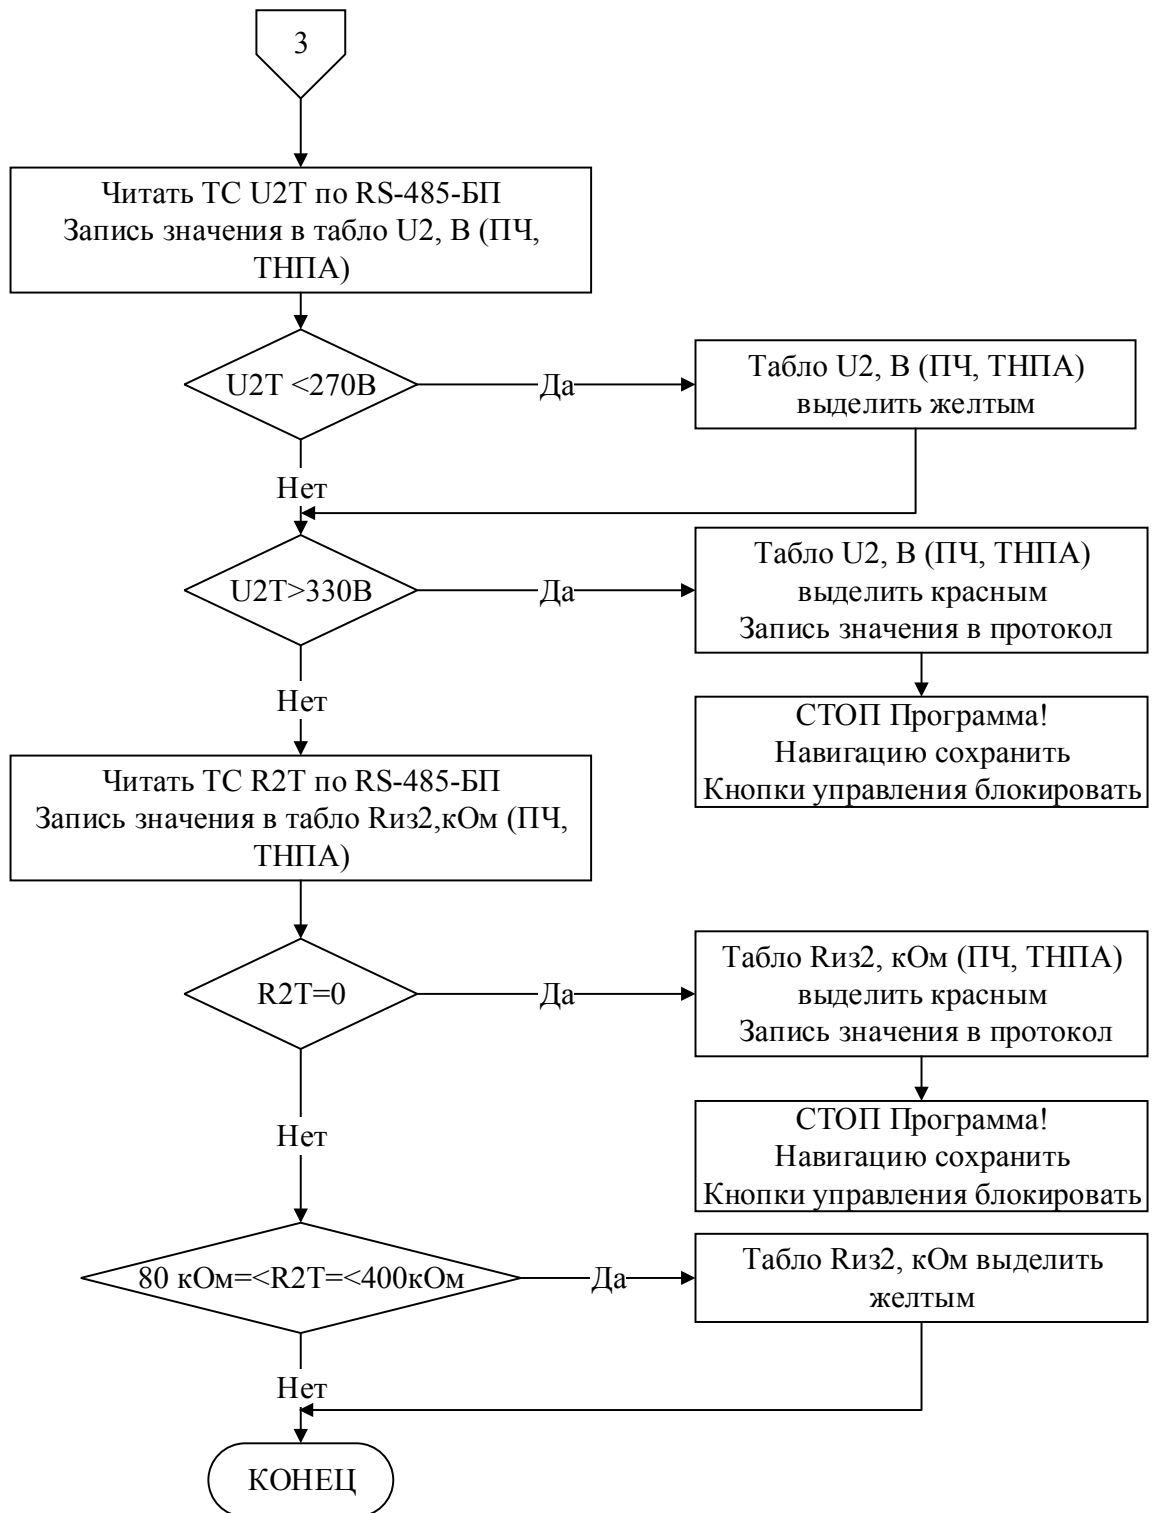 3
Читать ТС U2T по RS-485-БП
Запись значения в табло U2, В (ПЧ,
ТНПА)
U2T <270В
Да
Табло U2, В (ПЧ, ТНПА)
выделить желтым
Нет
U2T>330В
Да
Табло U2, В (ПЧ, ТНПА)
выделить красным
Запись значения в протокол
Нет
СТОП Программа!
Навигацию сохранить
Кнопки управления блокировать
Читать ТС R2T по RS-485-БП
Запись значения в табло Rиз2,кОм (ПЧ,
ТНПА)
R2T=0
Да
Табло Rиз2, кОм (ПЧ, ТНПА)
выделить красным
Запись значения в протокол
Нет
СТОП Программа!
Навигацию сохранить
Кнопки управления блокировать
80 кОм=<R2T=<400кОм
Да
Табло Rиз2, кОм выделить
желтым
Нет
КОНЕЦ